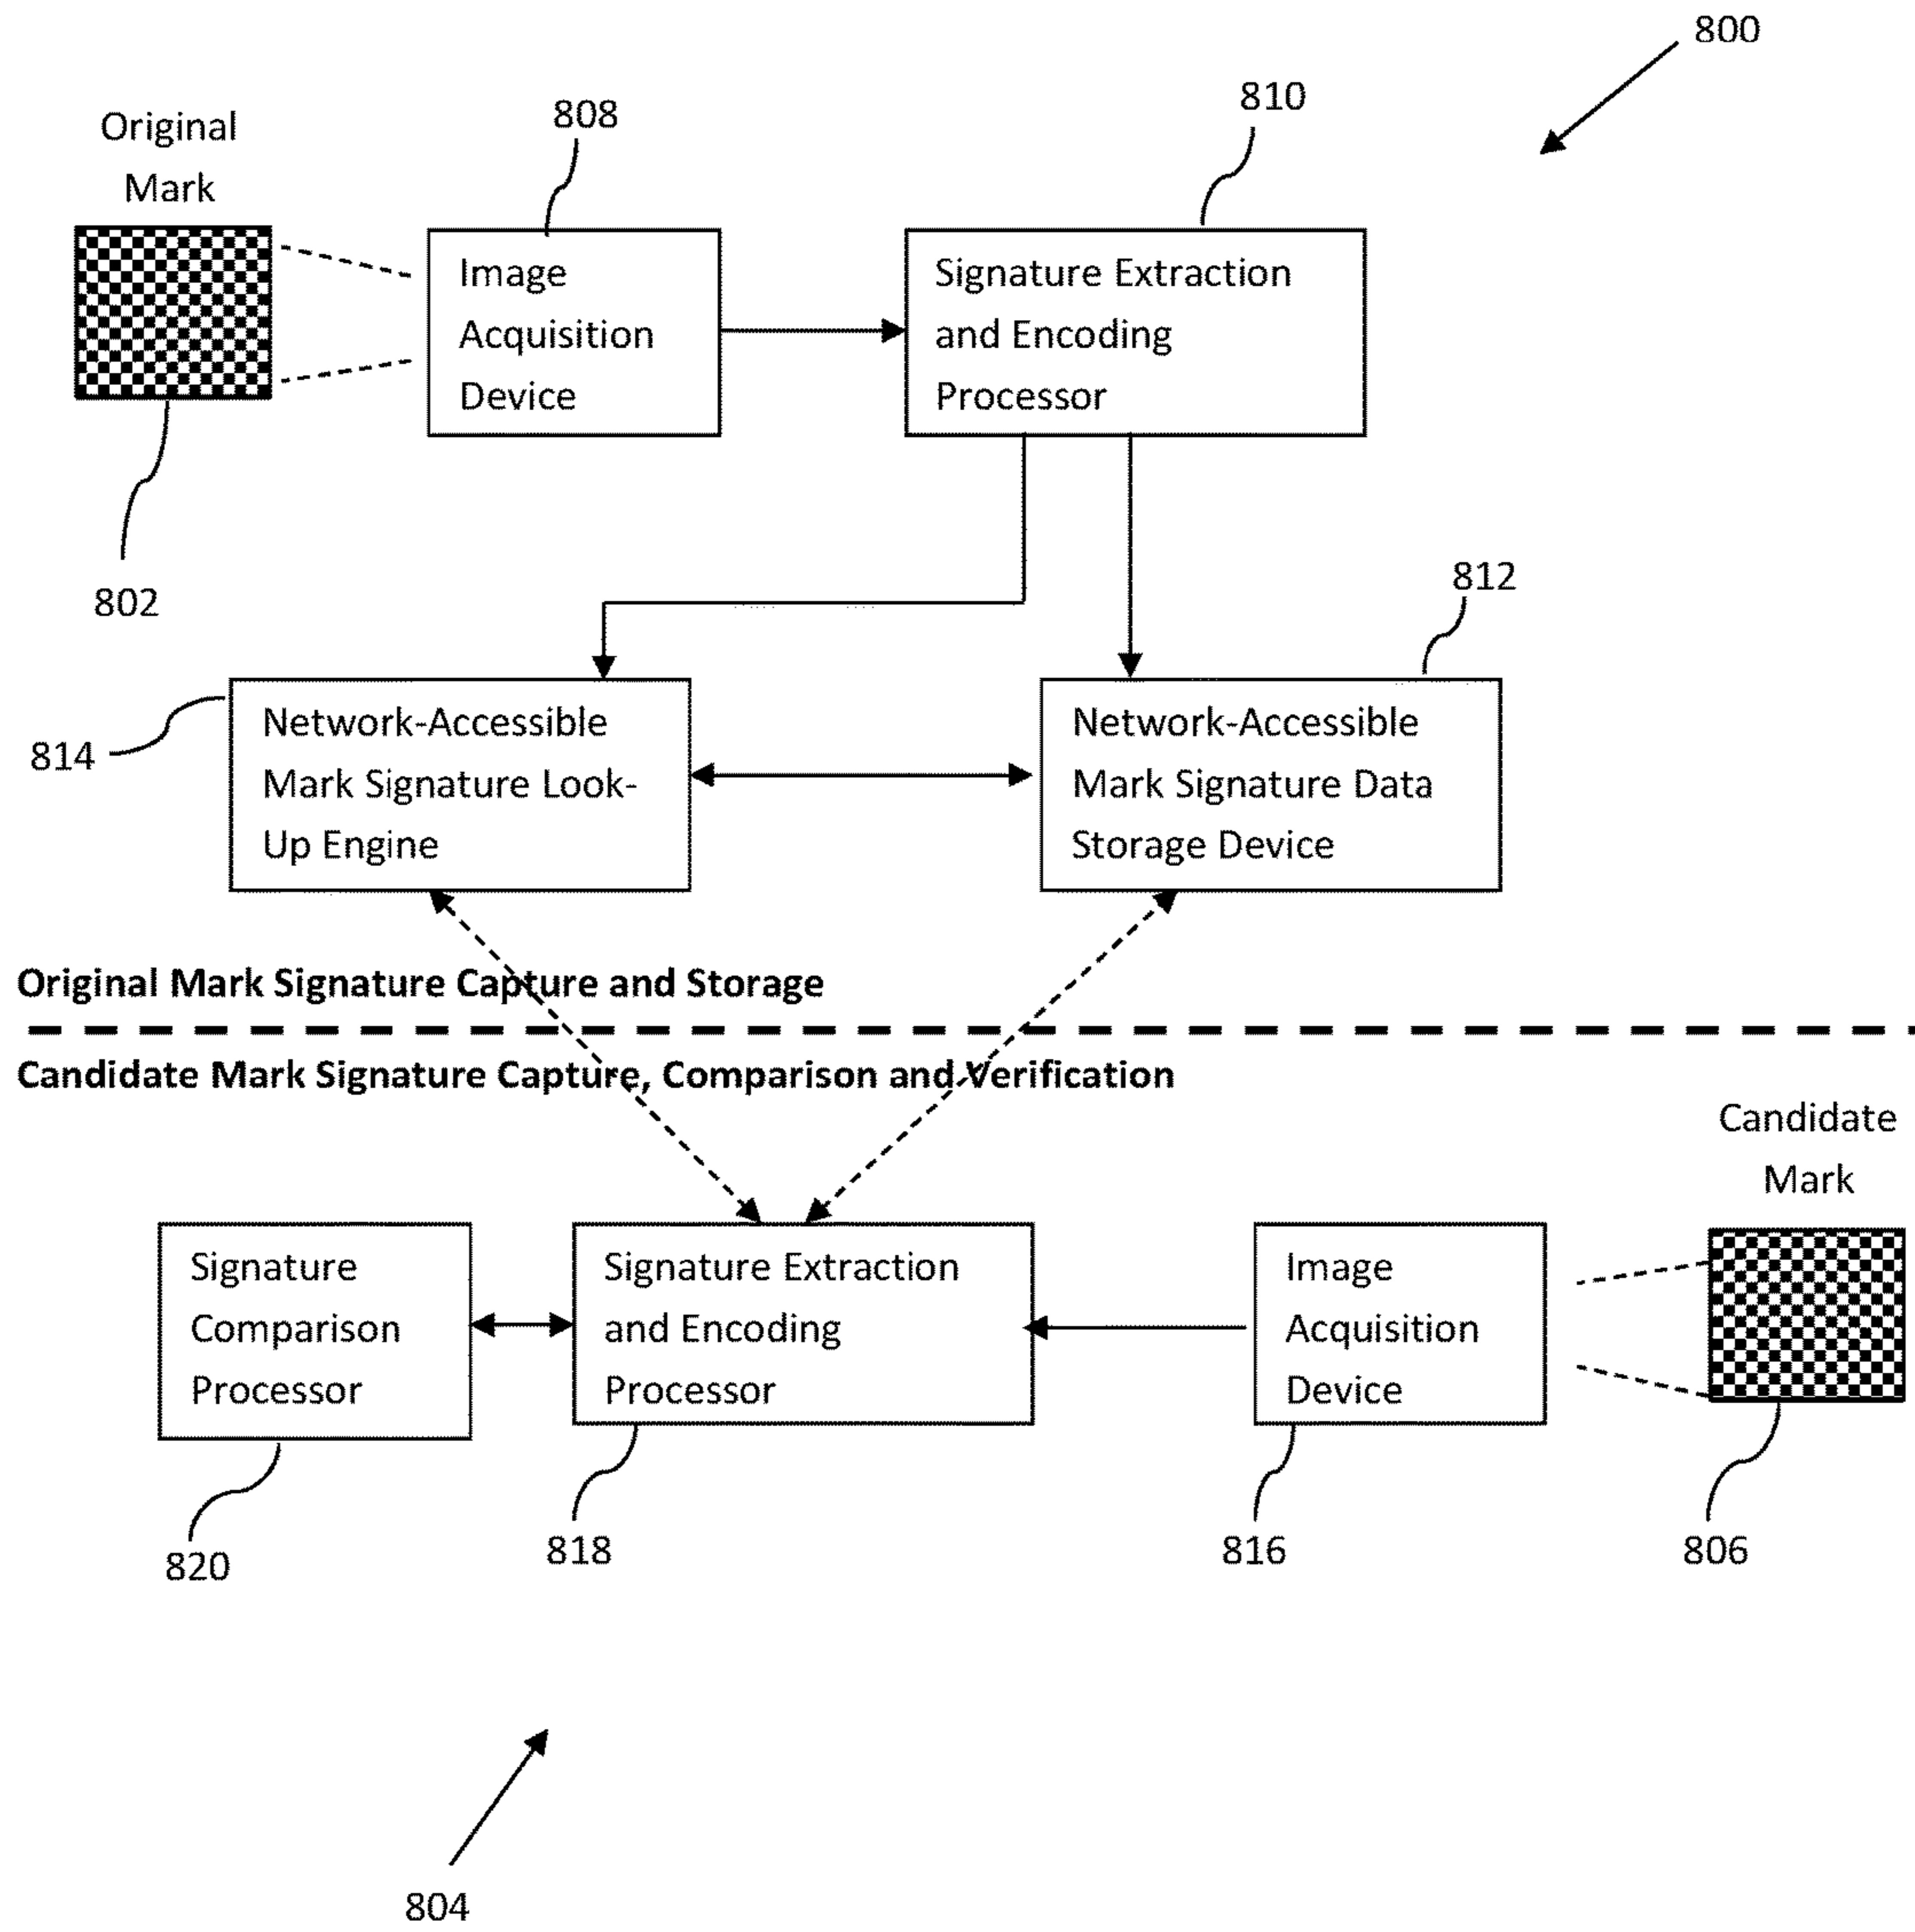 800
Original
Mark
808
810
Image
Acquisition
Device
Signature Extraction
and Encoding
Processor
802
812
814
Network-Accessible
Mark Signature Look-
Up Engine
Network-Accessible
Mark Signature Data
Storage Device
Original Mark Signature Capture and Storage
Candidate Mark Signature Capture, Comparison and Verification
Candidate
Mark
Signature
Comparison
Processor
Signature Extraction
and Encoding
Processor
Image
Acquisition
Device
820
818
816
806
804